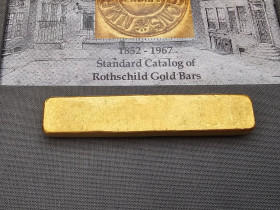 1852 - 1967
Standard Catalog of
Rothschild Gold Bars